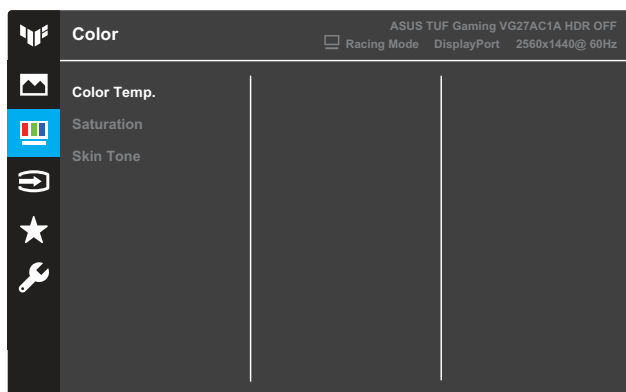 Color
ASUS TUF Gaming VG27AC1A HDR OFF
Racing Mode DisplayPort 2560x1440@ 60Hz
Color Temp.
Saturation
Skin Tone